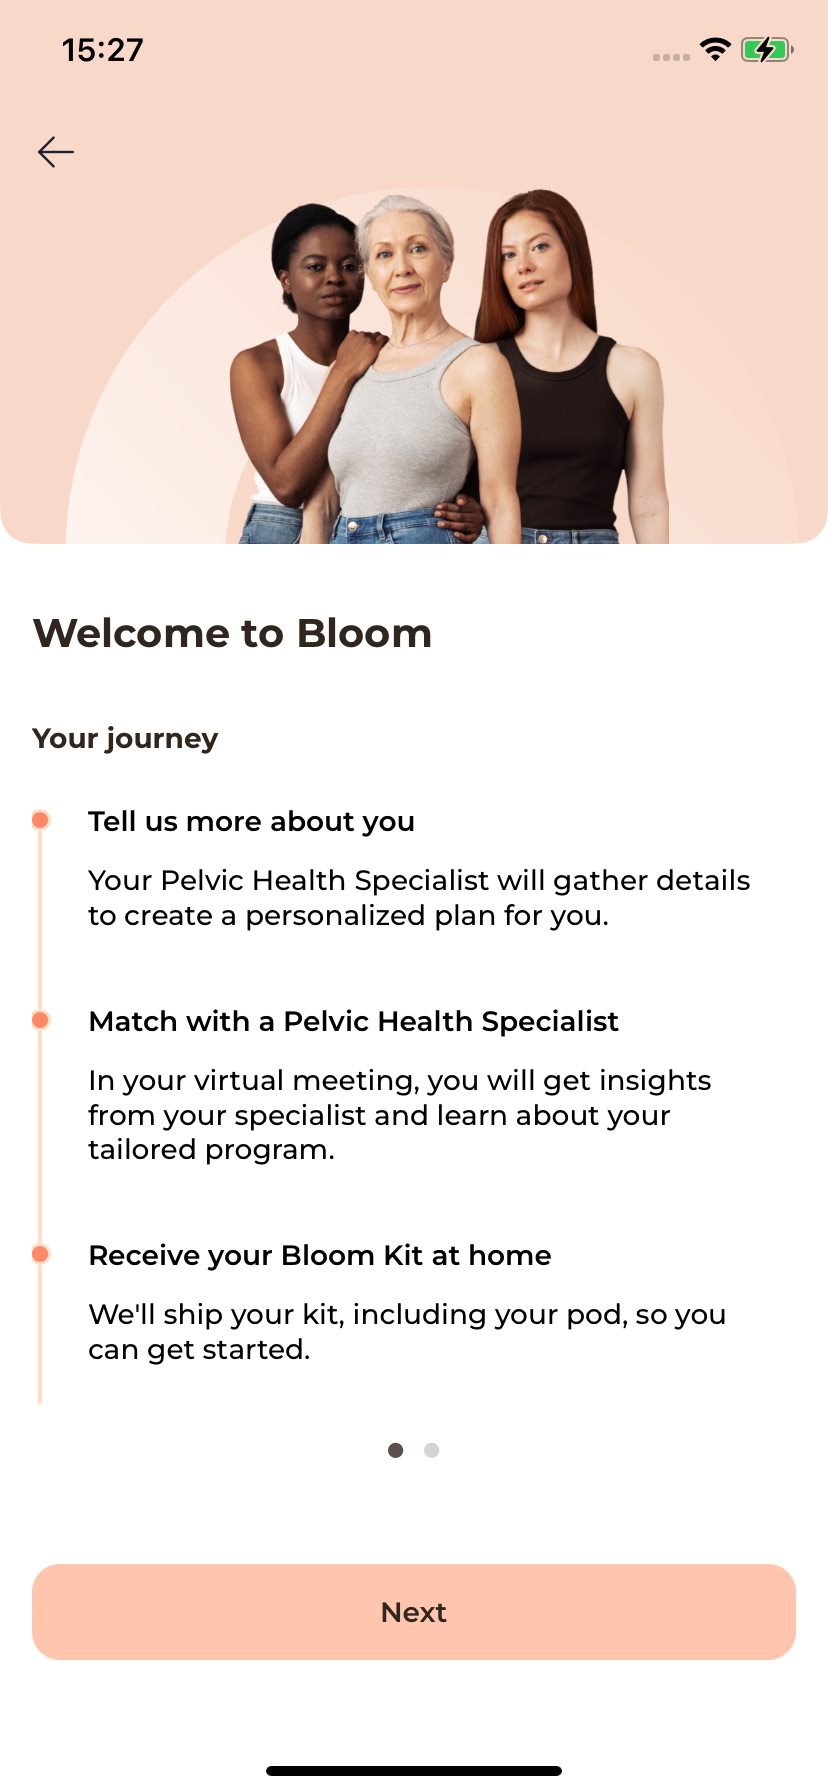 15:27
Welcome to Bloom
Your journey
Tell us more about you
Your Pelvic Health Specialist will gather details
to create a personalized plan for you.
Match with a Pelvic Health Specialist
In your virtual meeting, you will get insights
from your specialist and learn about your
tailored program.
Receive your Bloom Kit at home
We'll ship your kit, including your pod, so you
can get started.
Next